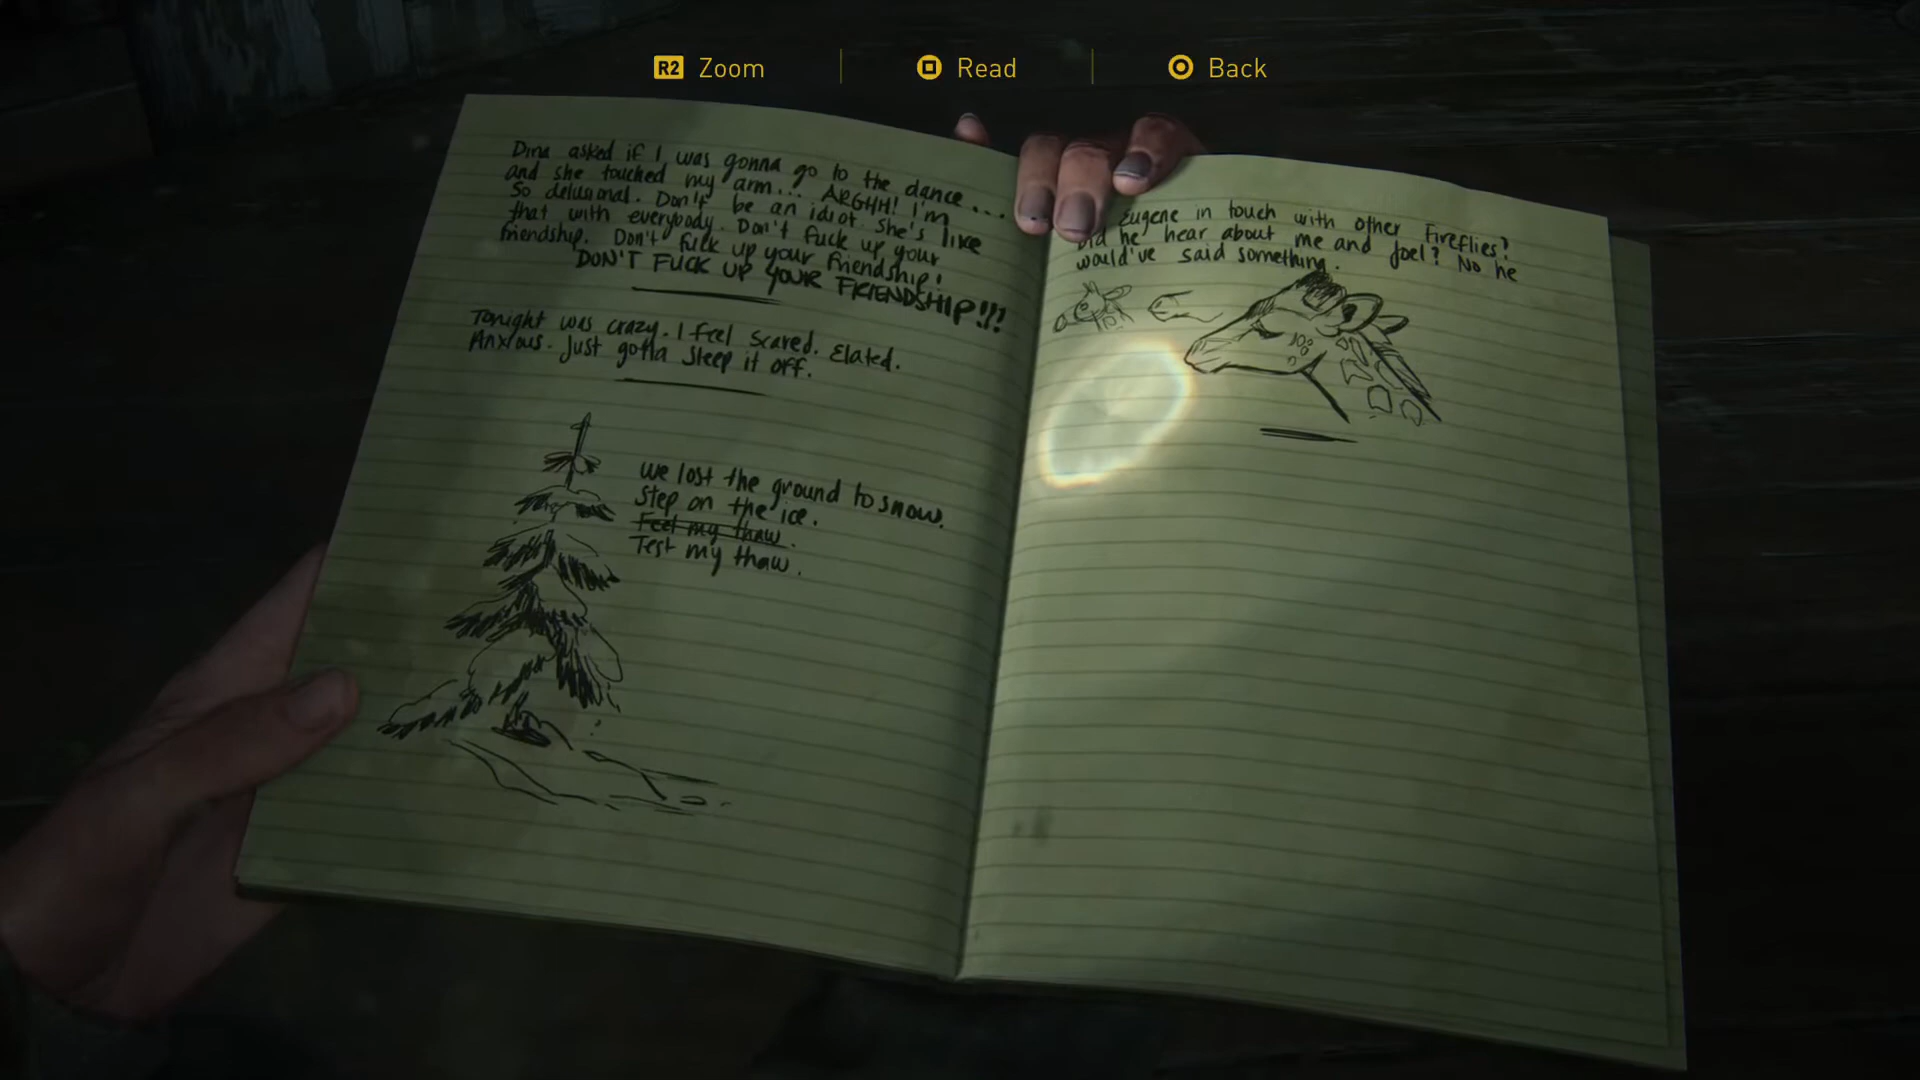 R2 Zoom
Read
Back
Dina asked if I was gonna go to the dance...
and she touched my arm... ARGHH! I'm
So delusional. Don't be an idiot. She's like
that with everybody. Don't fuck up your
friendship. Don't fuck up your friendship!
DON'T FUCK UP YOUR FRIENDSHIP!!!
Tonight was crazy. I feel scared. Elated.
Anxious. Just gotta sleep it off.
We lost the ground to snow.
Step on the ice.
Feel my thaw.
Test my thaw.
Eugene in touch with other Fireflies?
Did he hear about me and Joel? No he
would've said something.